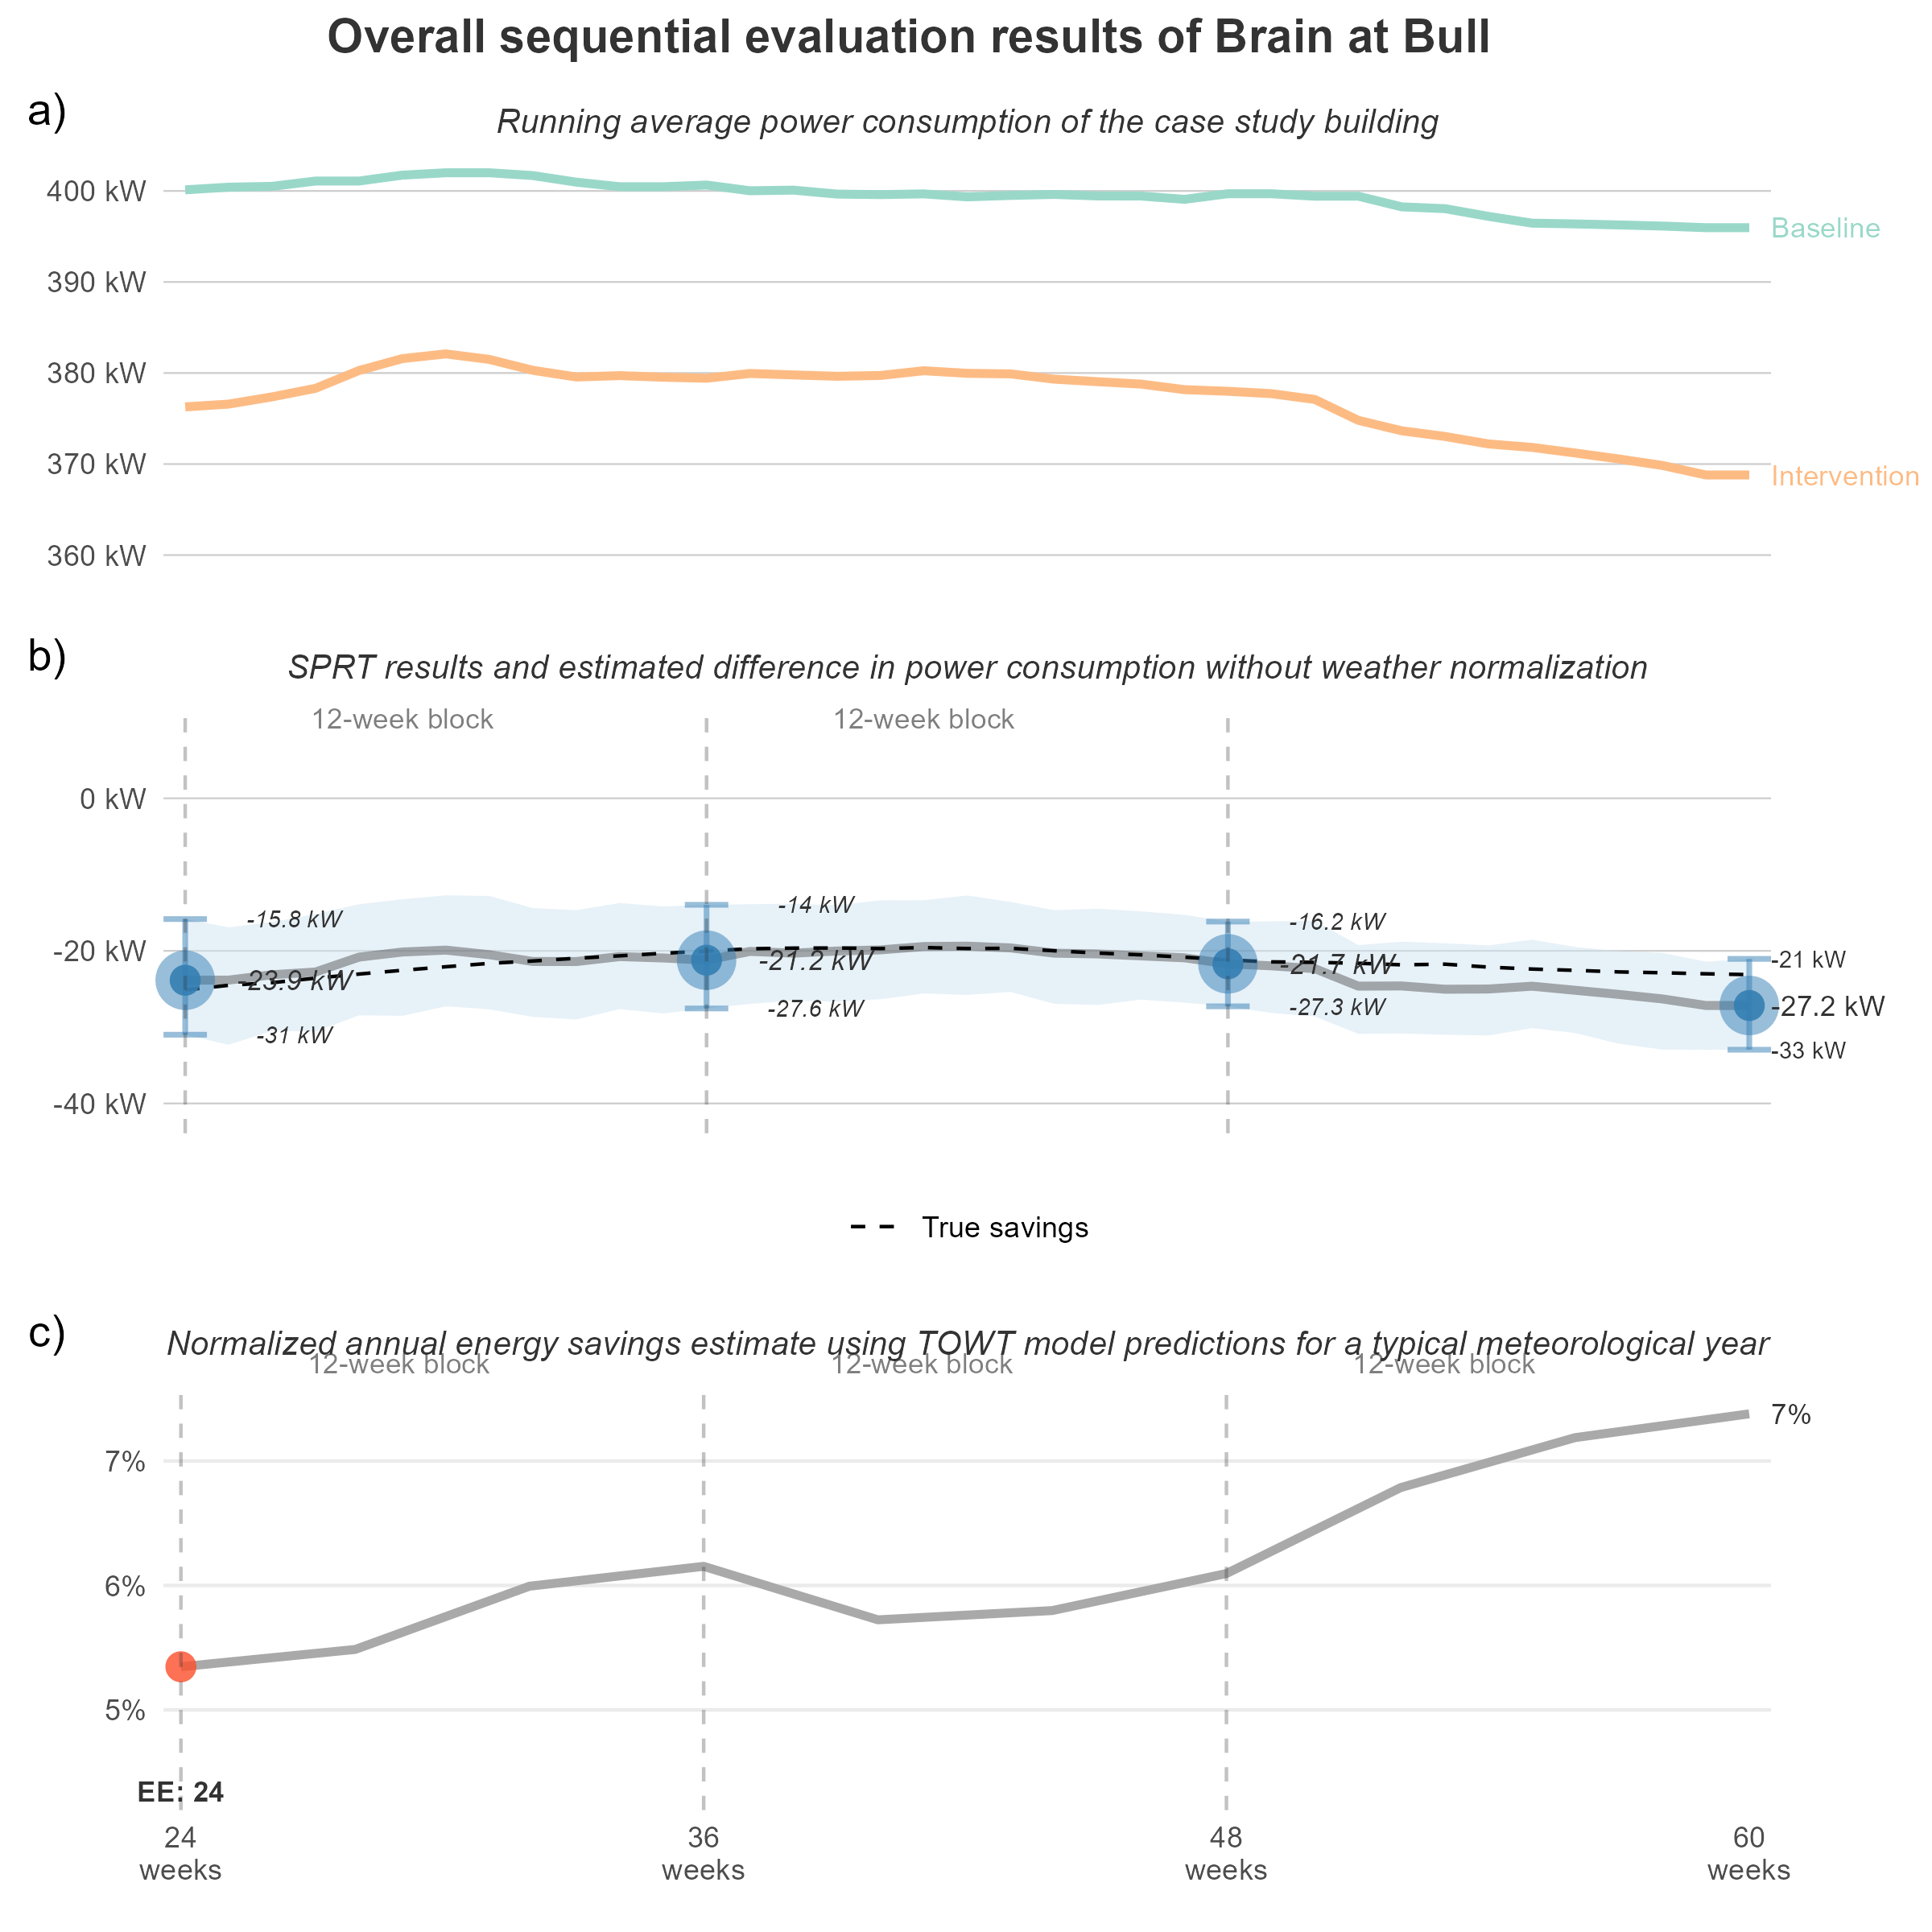 Overall sequential evaluation results of Brain at Bull
a)
Running average power consumption of the case study building
400 kW
Baseline
390 kW
380 kW
370 kW
Intervention
360 kW
b)
SPRT results and estimated difference in power consumption without weather normalization
12-week block 12-week block
0 kW
-15.8 kW -14 kW -16.2 kW
-20 kW
-21 kW
-23.9 kW -21.2 kW -21.7 kW
-27.2 kW
-31 kW -27.6 kW -27.3 kW
-33 kW
-40 kW
True savings
c)
Normalized annual energy savings estimate using TOWT model predictions for a typical meteorological year
12-week block 12-week block 12-week block
7%
7%
6%
5%
EE: 24
24 36 48 60
weeks weeks weeks weeks